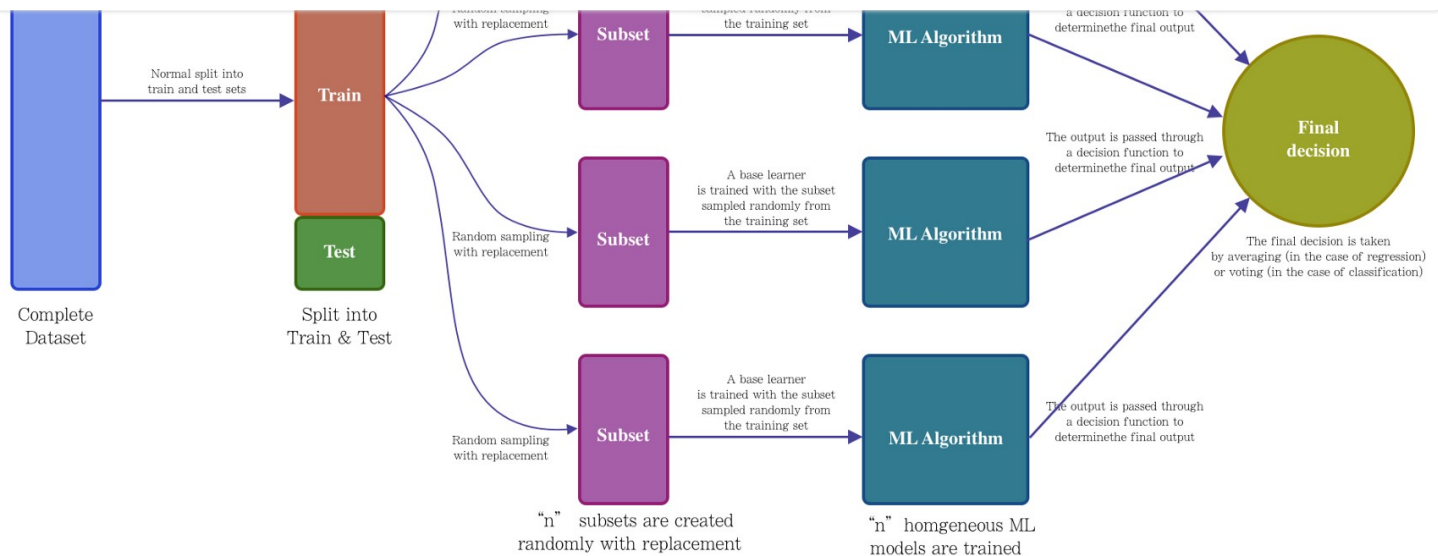 with replacement
Subset
sampled randomly from
the training set
ML Algorithm
a decision function to
determinethe final output
Normal split into
train and test sets
Train
Final
decision
The output is passed through
a decision function to
determinethe final output
A base learner
is trained with the subset
sampled randomly from
the training set
Random sampling
with replacement
Subset
ML Algorithm
Test
The final decision is taken
by averaging (in the case of regression)
or voting (in the case of classification)
Complete
Dataset
Split into
Train & Test
A base learner
is trained with the subset
sampled randomly from
the training set
Random sampling
with replacement
Subset
ML Algorithm
The output is passed through
a decision function to
determinethe final output
“n” subsets are created
randomly with replacement
“n” homgeneous ML
models are trained